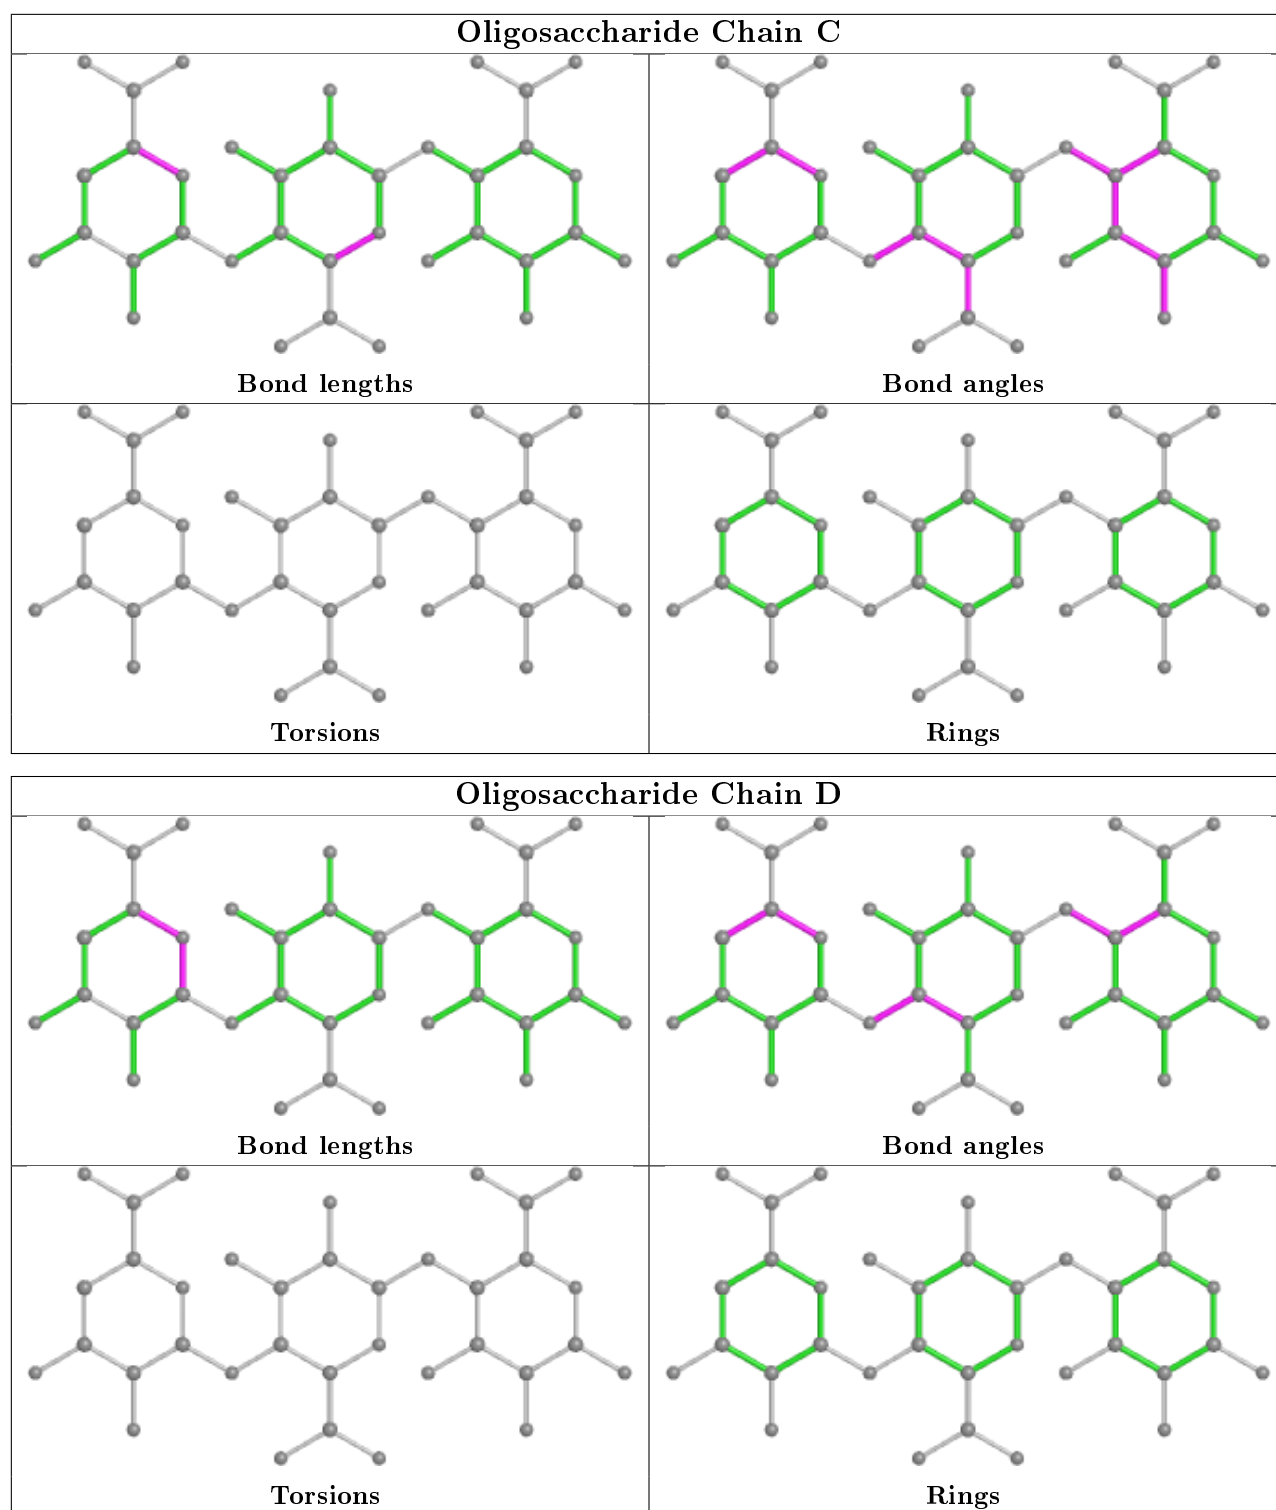 Oligosaccharide Chain C
Bond lengths
Bond angles
Torsions
Rings
Oligosaccharide Chain D
Bond lengths
Bond angles
Torsions
Rings